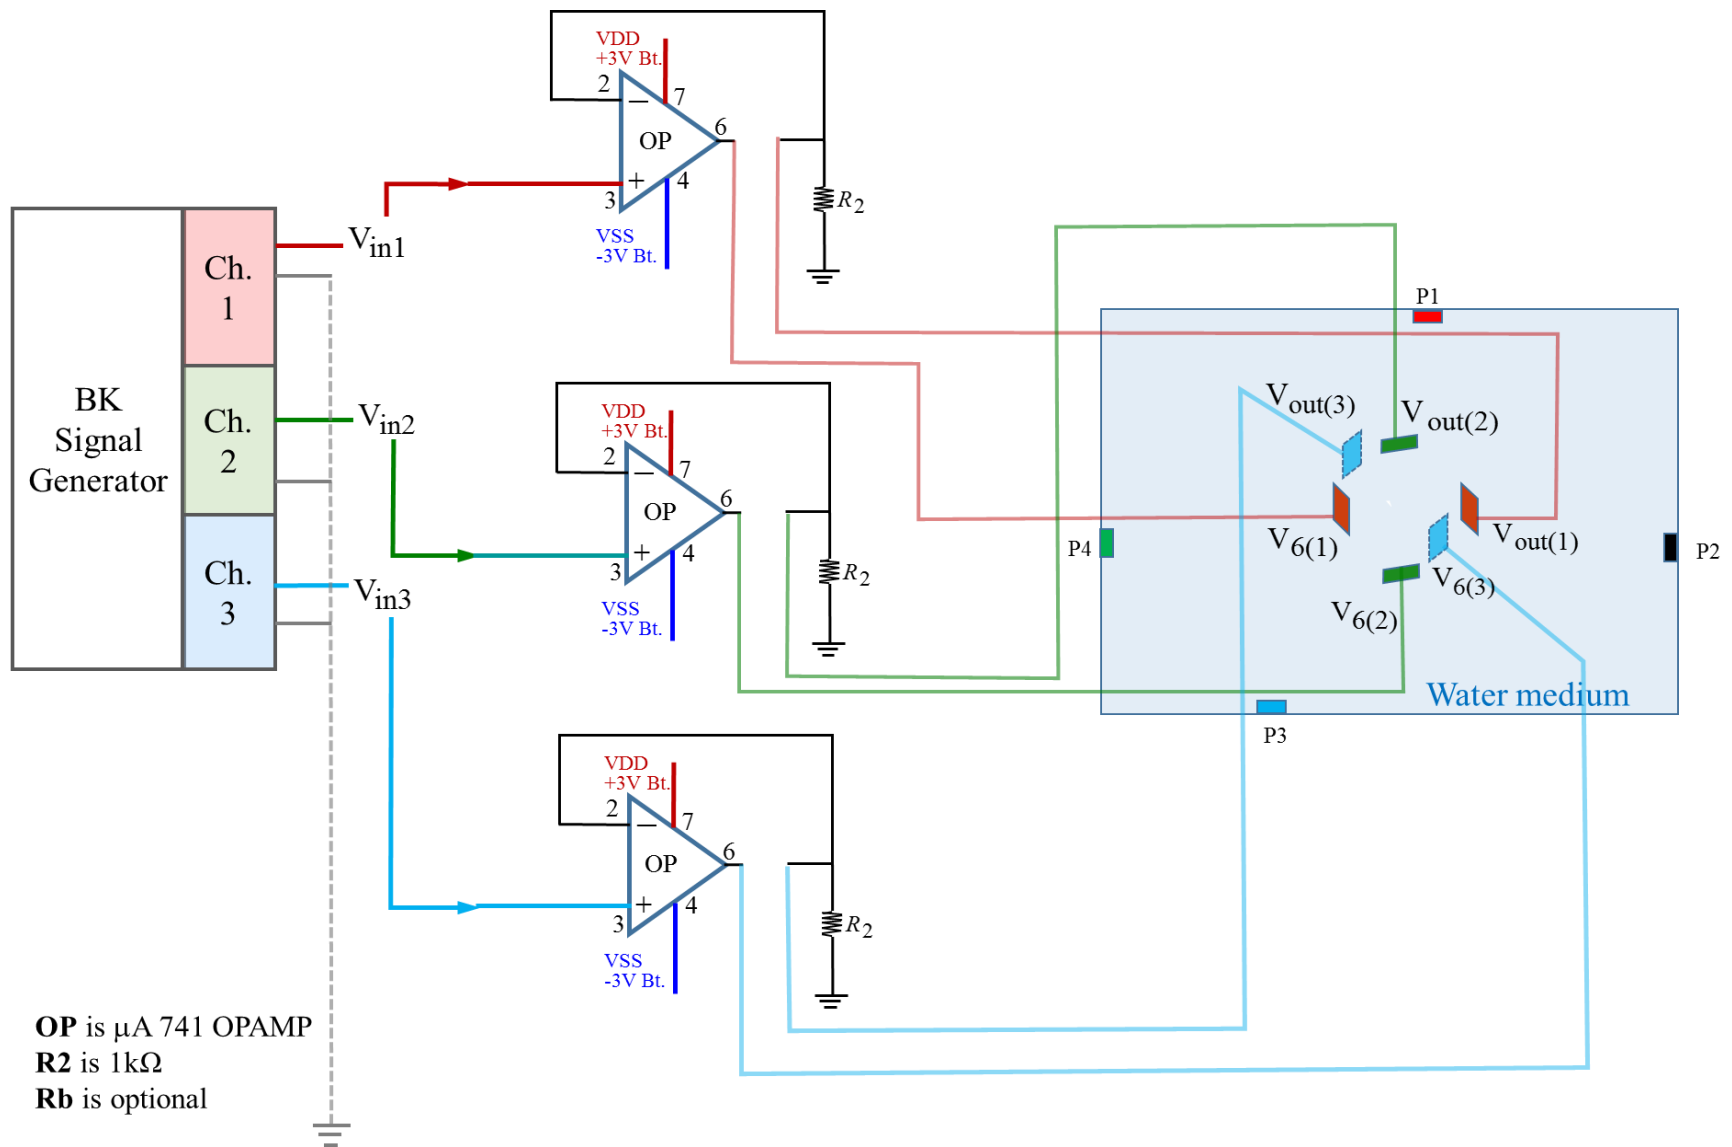 BK
Signal
Generator
Ch.
1
Ch.
2
Ch.
3
Vin1
Vin2
Vin3
VDD
+3V Bt.
2
7
−
OP
6
+
3
4
VSS
-3V Bt.
R2
VDD
+3V Bt.
2
7
−
OP
6
+
3
4
VSS
-3V Bt.
R2
VDD
+3V Bt.
2
7
−
OP
6
+
3
4
VSS
-3V Bt.
R2
P1
Vout(3)
Vout(2)
V6(1)
Vout(1)
P4
P2
V6(3)
V6(2)
Water medium
P3
OP is µA 741 OPAMP
R2 is 1kΩ
Rb is optional